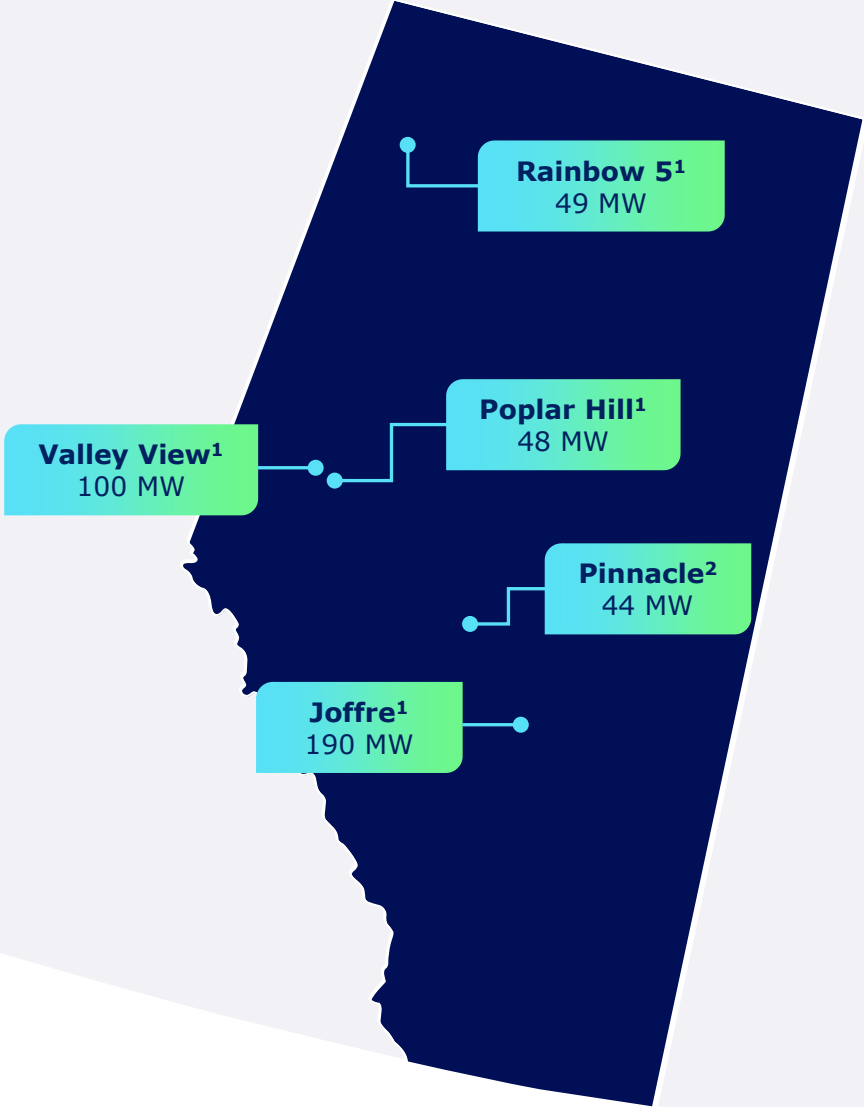 Rainbow 5¹
49 MW
Poplar Hill¹
48 MW
Valley View¹
100 MW
Pinnacle²
44 MW
Joffre¹
190 MW